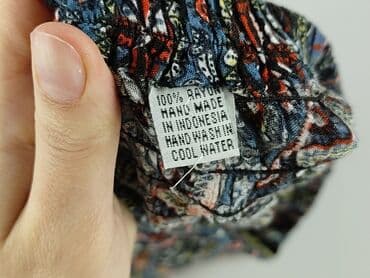 100% RAYON
HAND MADE
IN INDONESIA
HAND WASH IN
COOL WATER